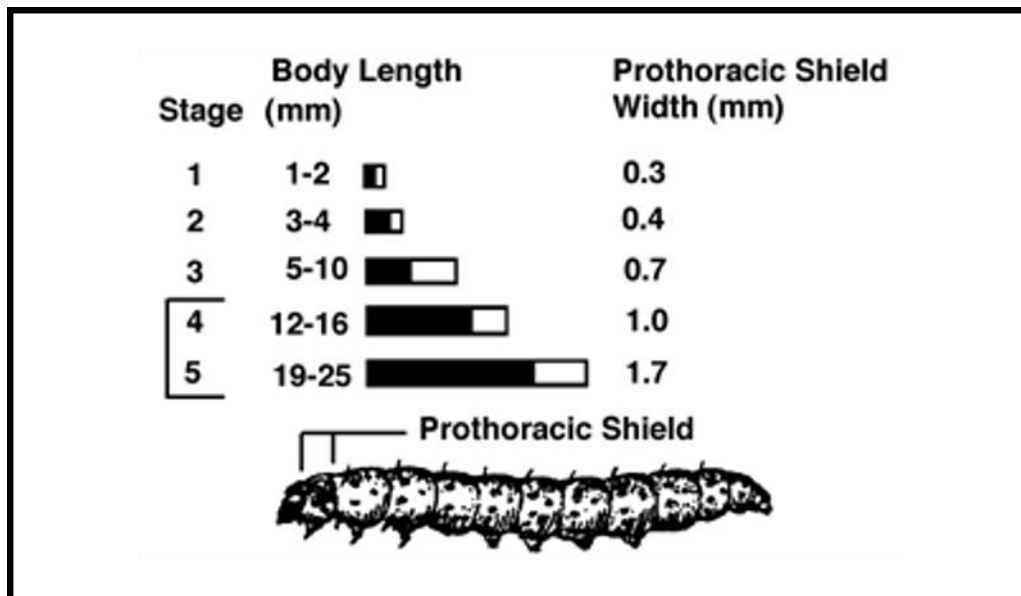 Body Length Prothoracic Shield
Stage (mm) Width (mm)
1 1-2 0.3
2 3-4 0.4
3 5-10 0.7
4 12-16 1.0
5 19-25 1.7
Prothoracic Shield